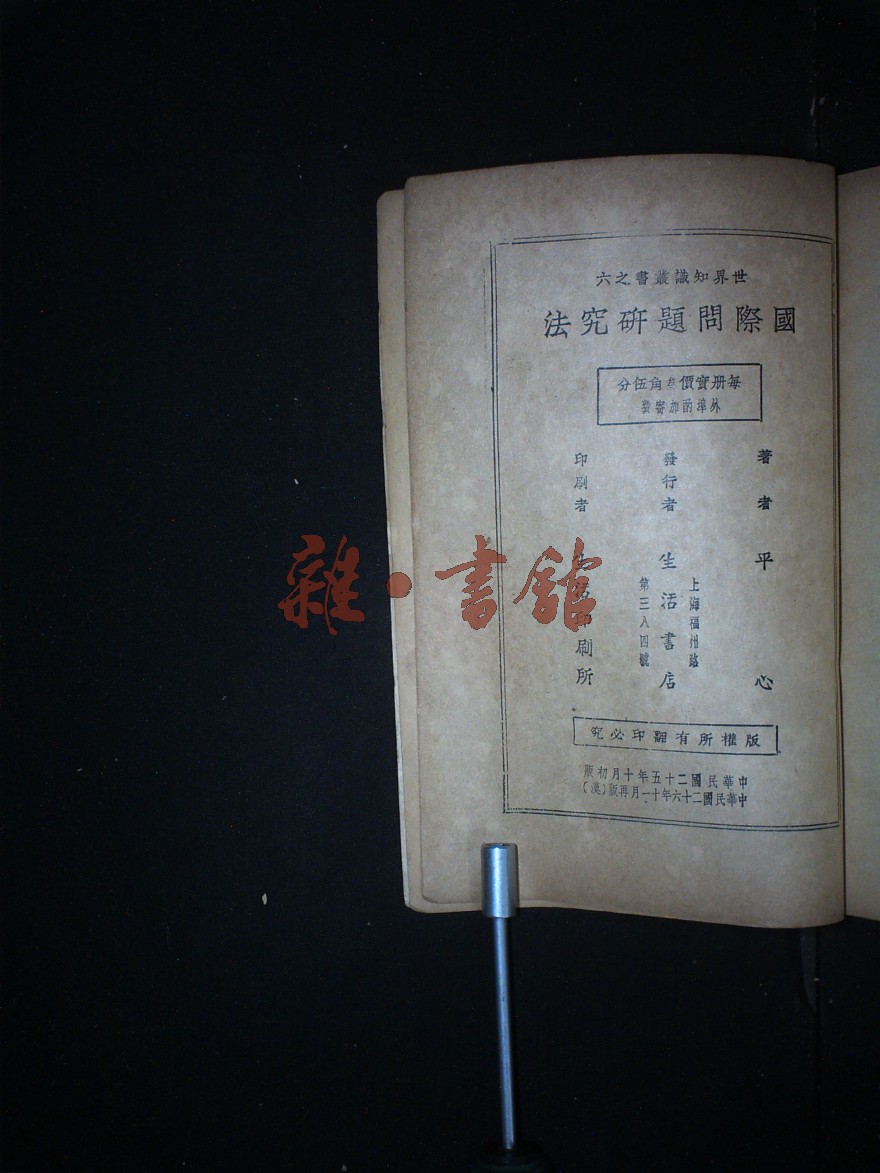 世界知識叢書之六
國際問題研究法
每册實價叁角伍分
外埠酌加寄費
著者 平心
發行者 生活書店
上海福州路
第三八四號
印刷者 生活印刷所
版權所有翻印必究
中華民國二十五年十月初版
中華民國二十六年十一月再版（漢）
雜·書館